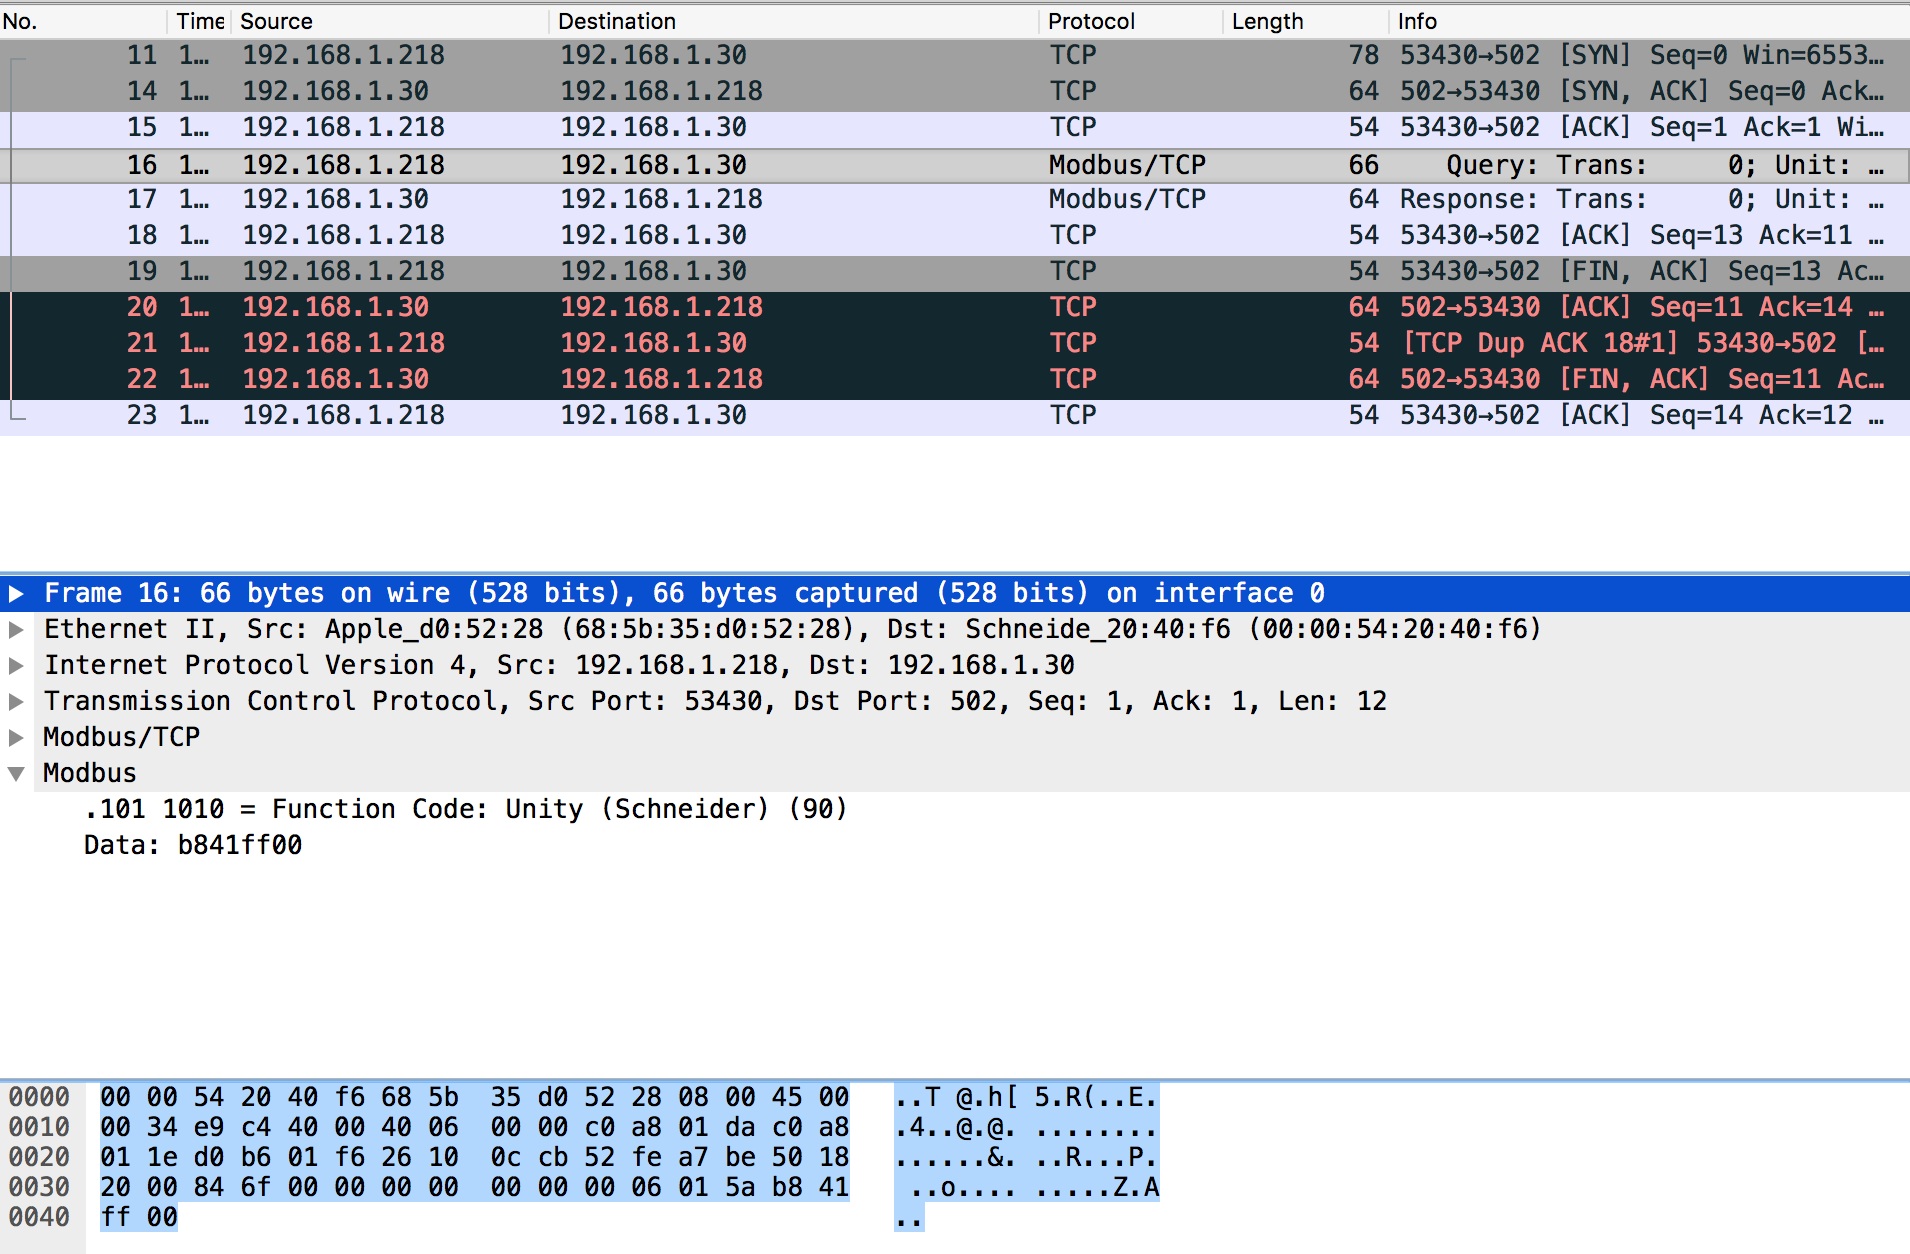 No. Time Source Destination Protocol Length Info
11 1… 192.168.1.218 192.168.1.30 TCP 78 53430→502 [SYN] Seq=0 Win=6553…
14 1… 192.168.1.30 192.168.1.218 TCP 64 502→53430 [SYN, ACK] Seq=0 Ack…
15 1… 192.168.1.218 192.168.1.30 TCP 54 53430→502 [ACK] Seq=1 Ack=1 Wi…
16 1… 192.168.1.218 192.168.1.30 Modbus/TCP 66 Query: Trans: 0; Unit: …
17 1… 192.168.1.30 192.168.1.218 Modbus/TCP 64 Response: Trans: 0; Unit: …
18 1… 192.168.1.218 192.168.1.30 TCP 54 53430→502 [ACK] Seq=13 Ack=11 …
19 1… 192.168.1.218 192.168.1.30 TCP 54 53430→502 [FIN, ACK] Seq=13 Ac…
20 1… 192.168.1.30 192.168.1.218 TCP 64 502→53430 [ACK] Seq=11 Ack=14 …
21 1… 192.168.1.218 192.168.1.30 TCP 54 [TCP Dup ACK 18#1] 53430→502 […
22 1… 192.168.1.30 192.168.1.218 TCP 64 502→53430 [FIN, ACK] Seq=11 Ac…
23 1… 192.168.1.218 192.168.1.30 TCP 54 53430→502 [ACK] Seq=14 Ack=12 …
Frame 16: 66 bytes on wire (528 bits), 66 bytes captured (528 bits) on interface 0
Ethernet II, Src: Apple_d0:52:28 (68:5b:35:d0:52:28), Dst: Schneide_20:40:f6 (00:00:54:20:40:f6)
Internet Protocol Version 4, Src: 192.168.1.218, Dst: 192.168.1.30
Transmission Control Protocol, Src Port: 53430, Dst Port: 502, Seq: 1, Ack: 1, Len: 12
Modbus/TCP
Modbus
.101 1010 = Function Code: Unity (Schneider) (90)
Data: b841ff00
0000 00 00 54 20 40 f6 68 5b 35 d0 52 28 08 00 45 00 ..T @.h[ 5.R(..E.
0010 00 34 e9 c4 40 00 40 06 00 00 c0 a8 01 da c0 a8 .4..@.@. ........
0020 01 1e d0 b6 01 f6 26 10 0c cb 52 fe a7 be 50 18 ......&. ..R...P.
0030 20 00 84 6f 00 00 00 00 00 00 00 06 01 5a b8 41 ..o.... .....Z.A
0040 ff 00 ..